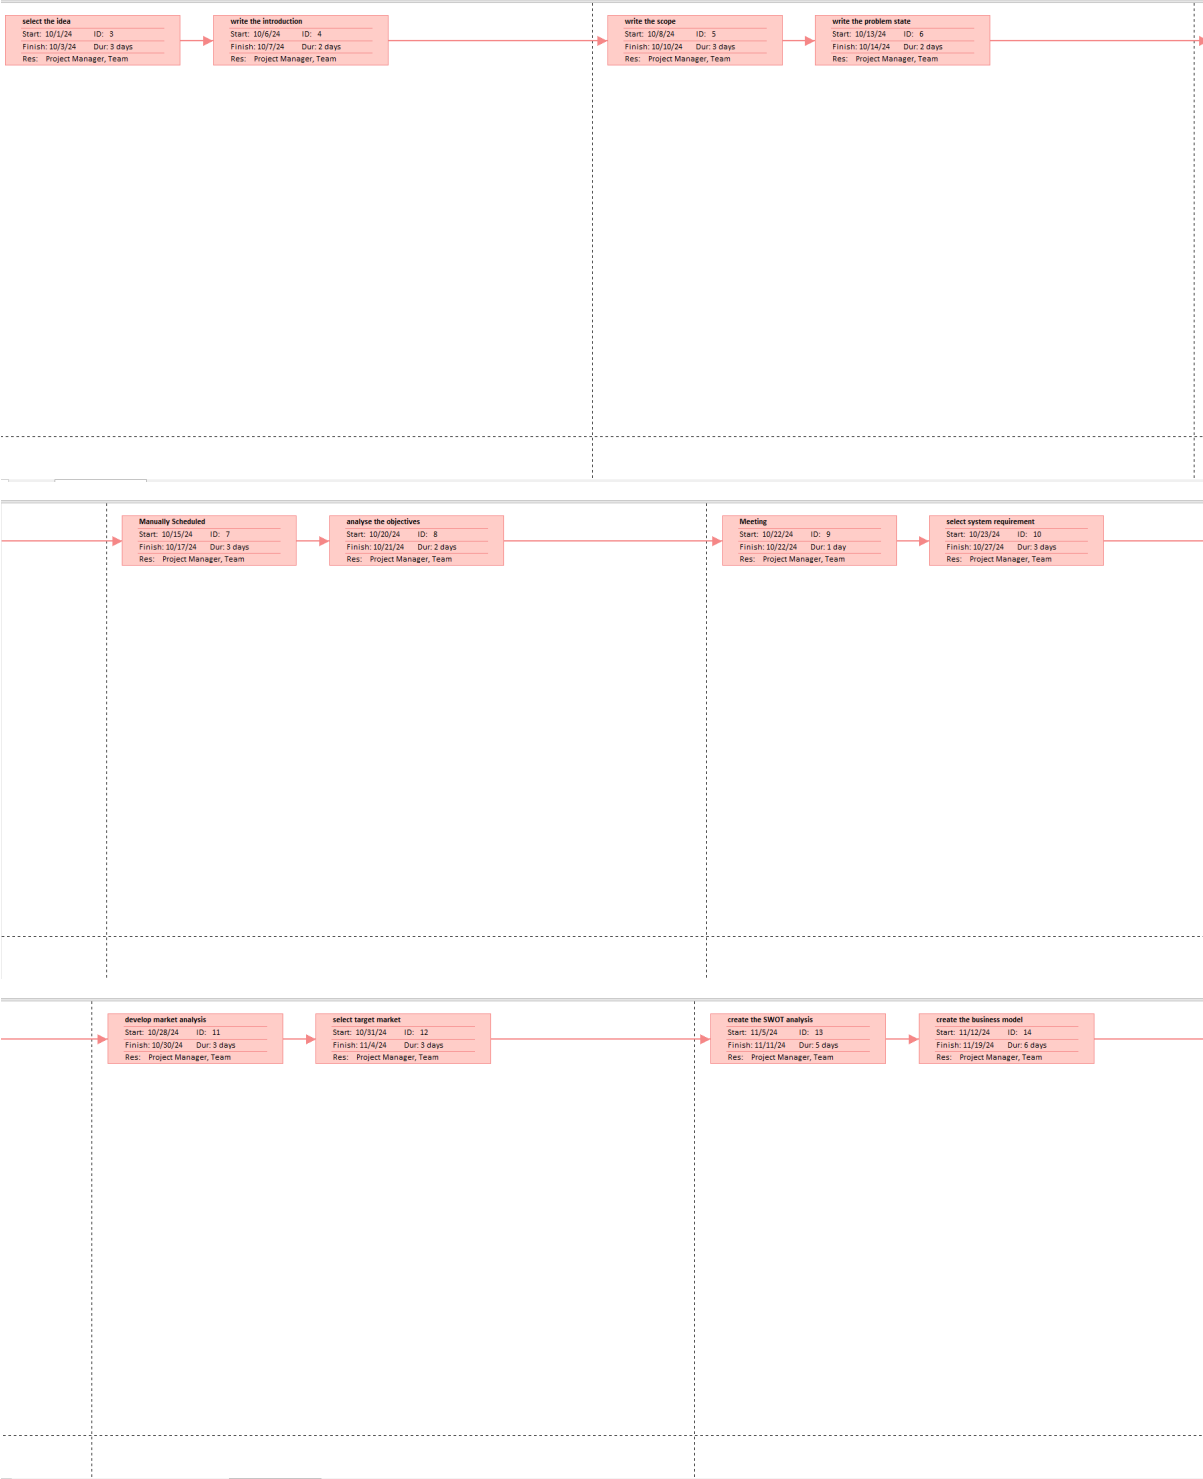 select the idea
Start: 10/1/24 ID: 3
Finish: 10/3/24 Dur: 3 days
Res: Project Manager, Team
write the introduction
Start: 10/6/24 ID: 4
Finish: 10/7/24 Dur: 2 days
Res: Project Manager, Team
write the scope
Start: 10/8/24 ID: 5
Finish: 10/10/24 Dur: 3 days
Res: Project Manager, Team
write the problem state
Start: 10/13/24 ID: 6
Finish: 10/14/24 Dur: 2 days
Res: Project Manager, Team
Manually Scheduled
Start: 10/15/24 ID: 7
Finish: 10/17/24 Dur: 3 days
Res: Project Manager, Team
analyse the objectives
Start: 10/20/24 ID: 8
Finish: 10/21/24 Dur: 2 days
Res: Project Manager, Team
Meeting
Start: 10/22/24 ID: 9
Finish: 10/22/24 Dur: 1 day
Res: Project Manager, Team
select system requirement
Start: 10/23/24 ID: 10
Finish: 10/27/24 Dur: 3 days
Res: Project Manager, Team
develop market analysis
Start: 10/28/24 ID: 11
Finish: 10/30/24 Dur: 3 days
Res: Project Manager, Team
select target market
Start: 10/31/24 ID: 12
Finish: 11/4/24 Dur: 3 days
Res: Project Manager, Team
create the SWOT analysis
Start: 11/5/24 ID: 13
Finish: 11/11/24 Dur: 5 days
Res: Project Manager, Team
create the business model
Start: 11/12/24 ID: 14
Finish: 11/19/24 Dur: 6 days
Res: Project Manager, Team